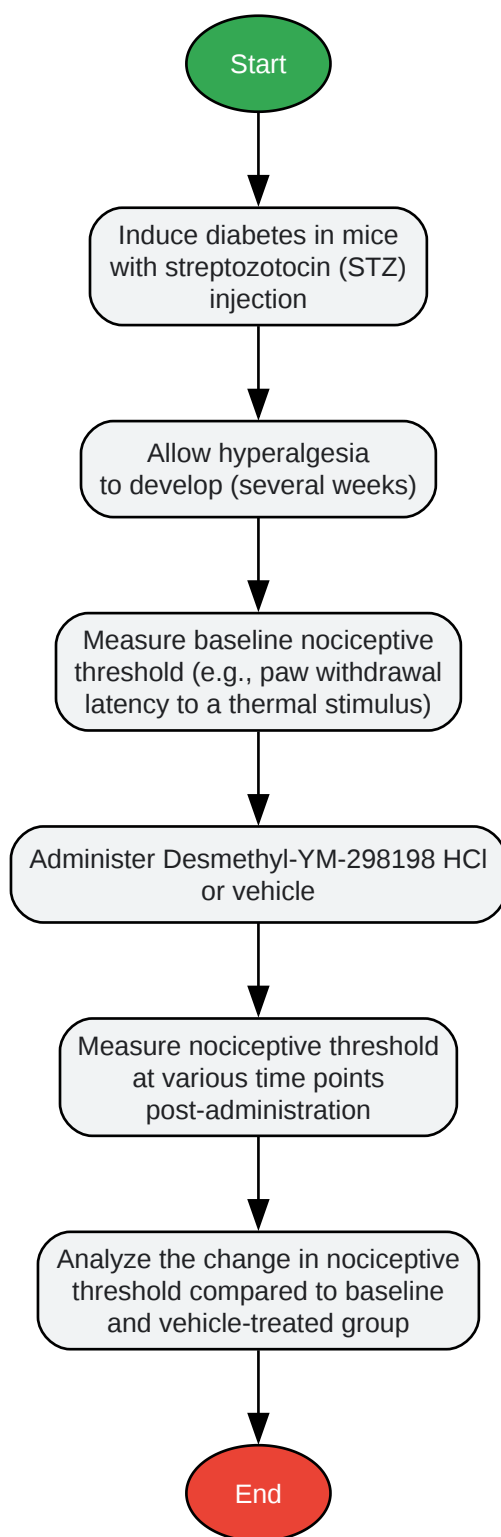 Start
Induce diabetes in mice
with streptozotocin (STZ)
injection
Allow hyperalgesia
to develop (several weeks)
Measure baseline nociceptive
threshold (e.g., paw withdrawal
latency to a thermal stimulus)
Administer Desmethyl-YM-298198 HCl
or vehicle
Measure nociceptive threshold
at various time points
post-administration
Analyze the change in nociceptive
threshold compared to baseline
and vehicle-treated group
End